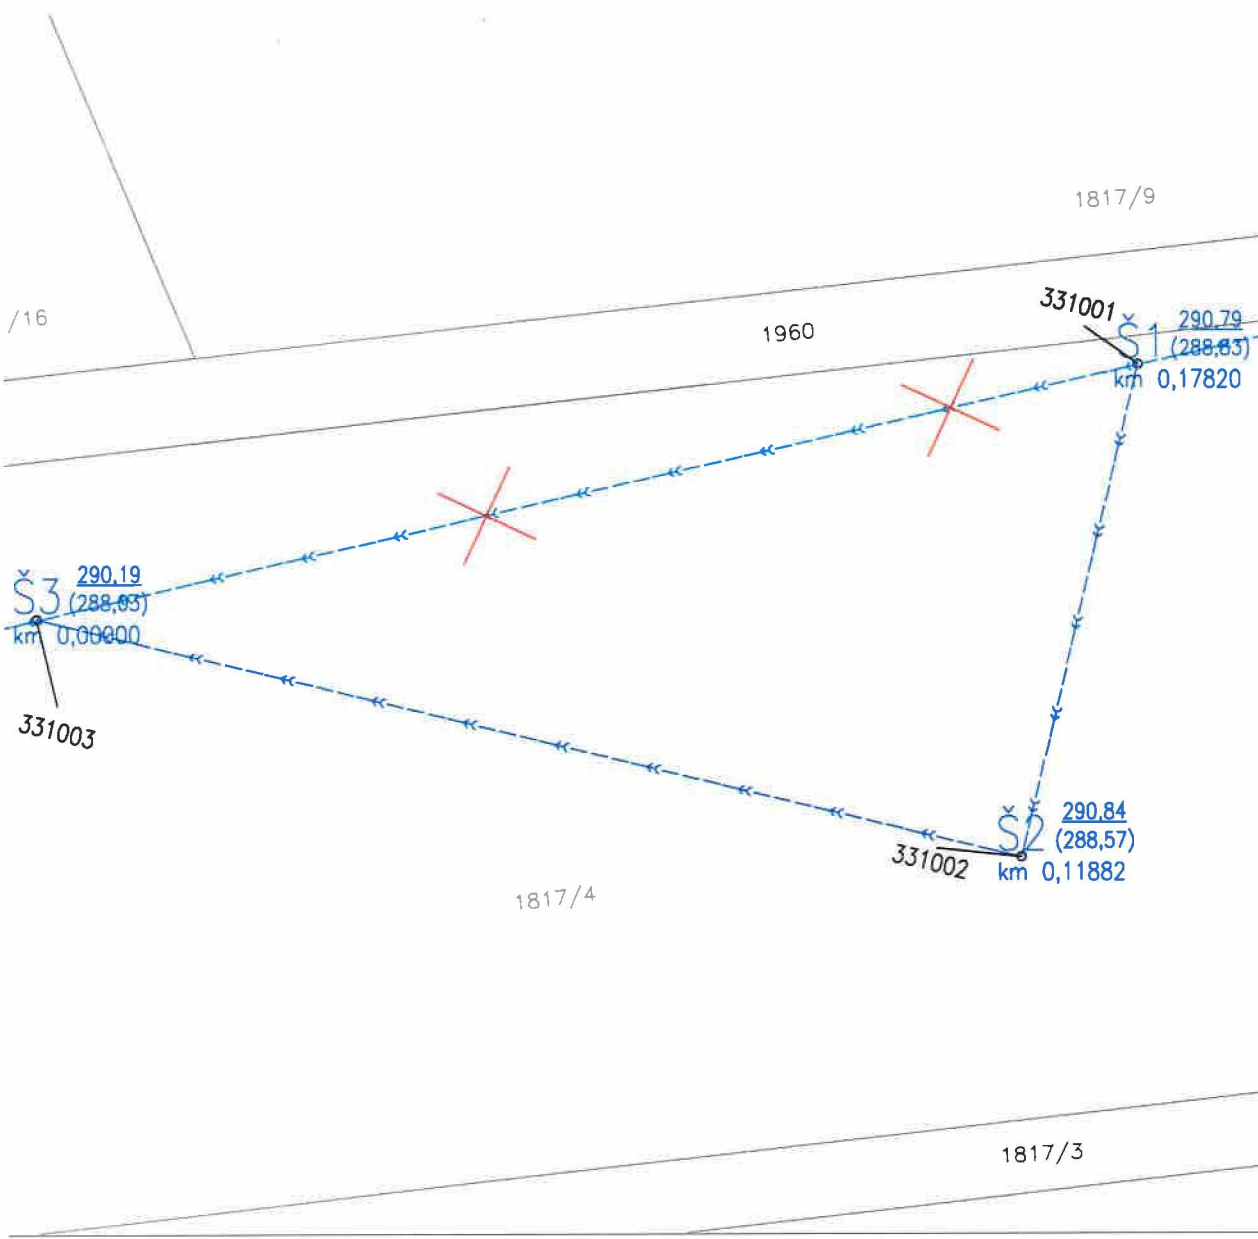 1817/9
/16
1960
331001
Š1 290,79
(288,83)
km 0,17820
Š3 290,19
(288,03)
km 0,00000
331003
Š2 290,84
(288,57)
331002
km 0,11882
1817/4
1817/3